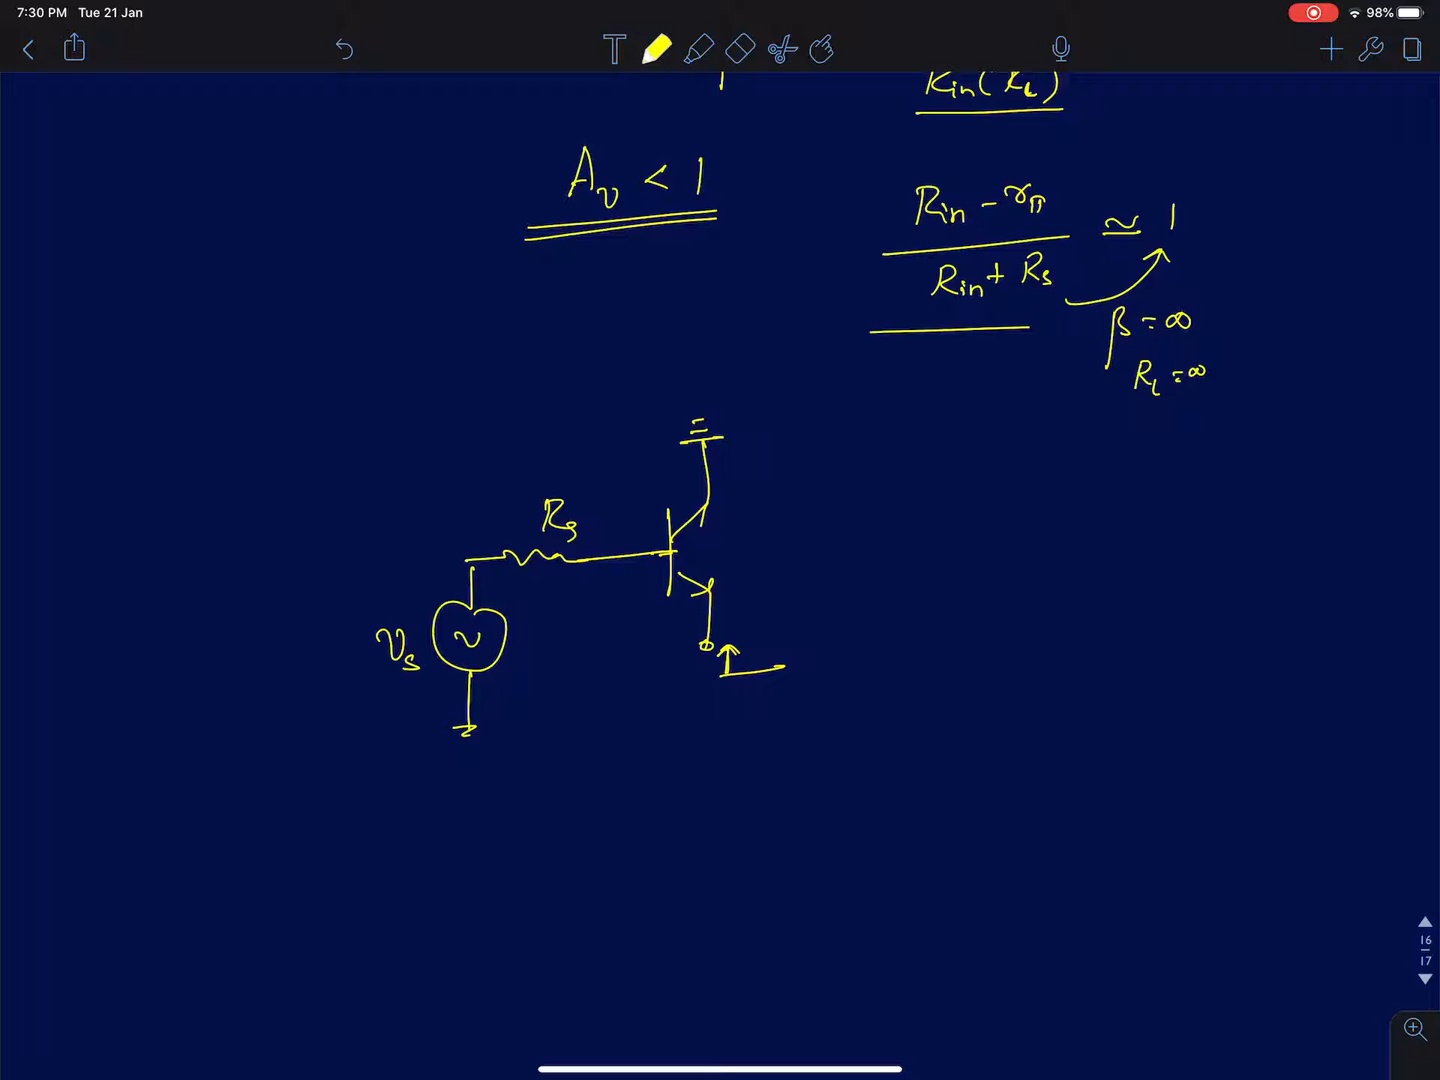 7:30 PM Tue 21 Jan
98%
T
Rin(RL)
Av < 1
Rin - rπ
≃ 1
Rin + Rs
β = ∞
RL = ∞
Rs
vs
16
17